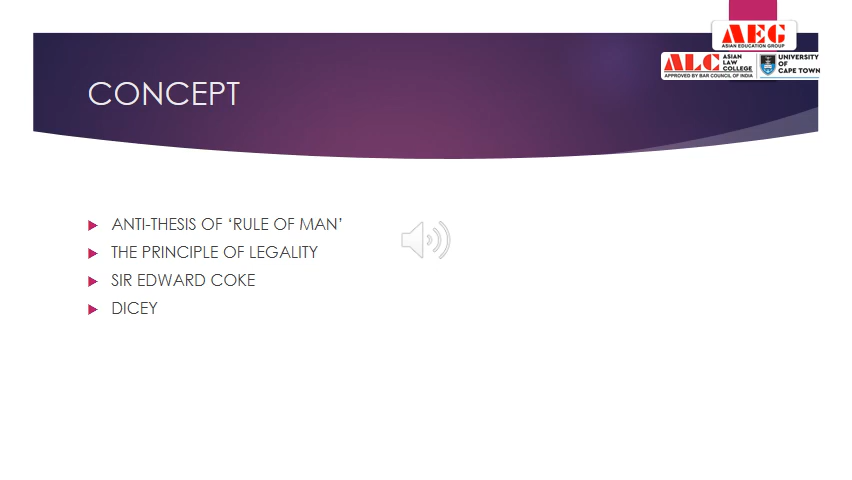 AEG
ASIAN EDUCATION GROUP
ALC ASIAN LAW COLLEGE
APPROVED BY BAR COUNCIL OF INDIA
UNIVERSITY OF CAPE TOWN
CONCEPT
ANTI-THESIS OF ‘RULE OF MAN’
THE PRINCIPLE OF LEGALITY
SIR EDWARD COKE
DICEY